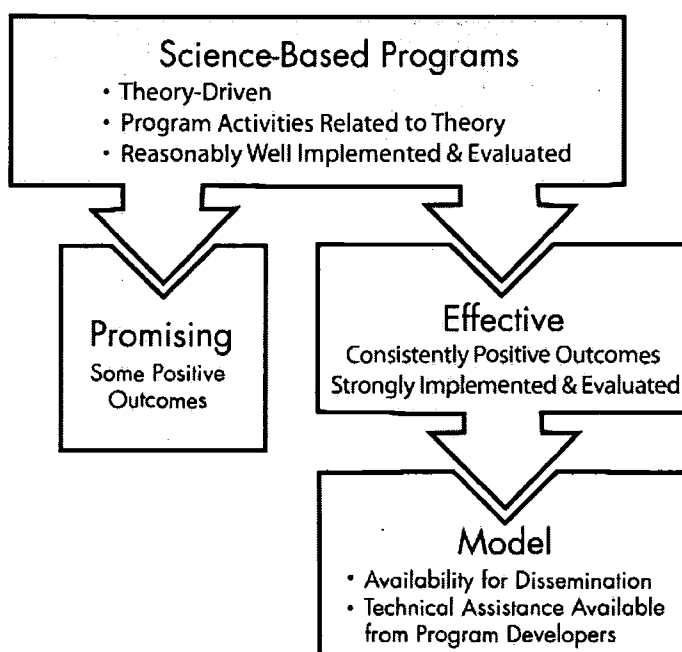 Science-Based Programs
• Theory-Driven
• Program Activities Related to Theory
• Reasonably Well Implemented & Evaluated
Promising
Some Positive
Outcomes
Effective
Consistently Positive Outcomes
Strongly Implemented & Evaluated
Model
• Availability for Dissemination
• Technical Assistance Available
from Program Developers